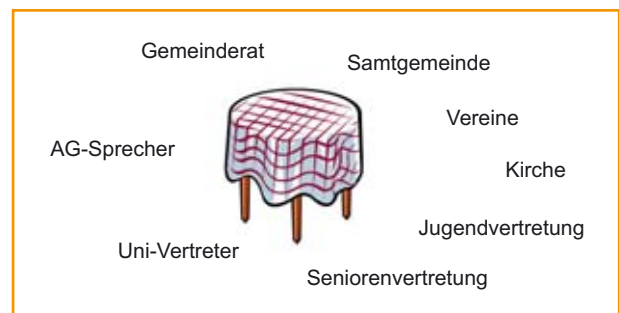 Gemeinderat
Samtgemeinde
Vereine
AG-Sprecher
Kirche
Jugendvertretung
Uni-Vertreter
Seniorenvertretung